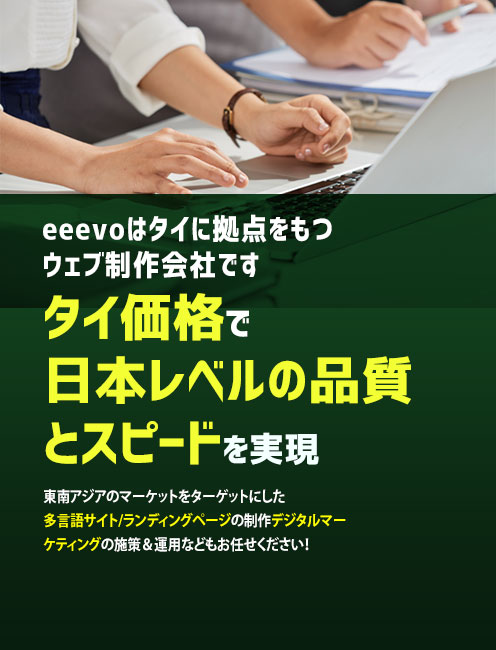 eeevoはタイに拠点をもつ
ウェブ制作会社です
タイ価格で
日本レベルの品質
とスピードを実現
東南アジアのマーケットをターゲットにした
多言語サイト/ランディングページの制作デジタルマー
ケティングの施策＆運用などもお任せください！